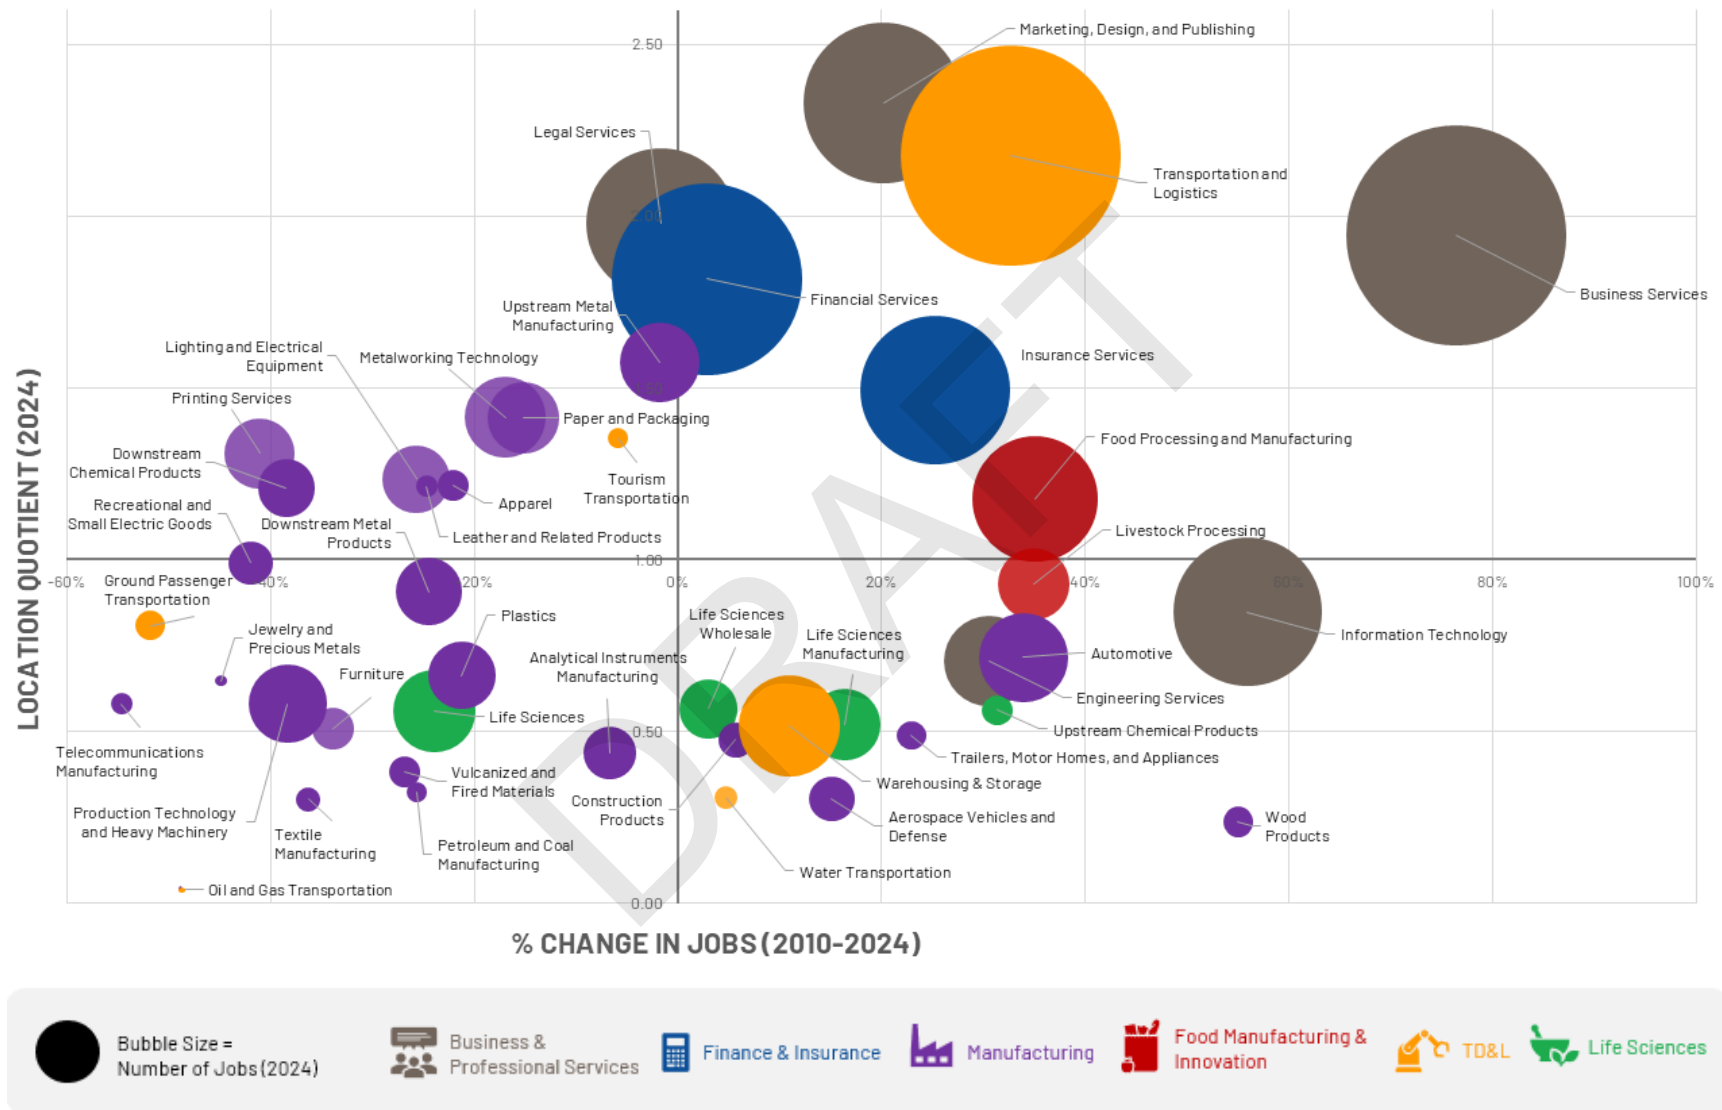 2.50
Marketing, Design, and Publishing
Legal Services
Transportation and
Logistics
2.00
Business Services
Financial Services
Upstream Metal
Manufacturing
Lighting and Electrical
Equipment
Metalworking Technology
Insurance Services
1.50
Printing Services
Paper and Packaging
Food Processing and Manufacturing
Downstream
Chemical Products
Tourism
Transportation
Recreational and
Small Electric Goods
Apparel
Downstream Metal
Products
Leather and Related Products
Livestock Processing
1.00
-60%
-40%
-20%
0%
20%
40%
60%
80%
100%
Ground Passenger
Transportation
Plastics
Life Sciences
Wholesale
Life Sciences
Manufacturing
Information Technology
Jewelry and
Precious Metals
Analytical Instruments
Manufacturing
Automotive
Furniture
Engineering Services
Life Sciences
0.50
Upstream Chemical Products
Telecommunications
Manufacturing
Trailers, Motor Homes, and Appliances
Vulcanized and
Fired Materials
Warehousing & Storage
Construction
Products
Production Technology
and Heavy Machinery
Aerospace Vehicles and
Defense
Wood
Products
Textile
Manufacturing
Petroleum and Coal
Manufacturing
Water Transportation
Oil and Gas Transportation
0.00
DRAFT
LOCATION QUOTIENT (2024)
% CHANGE IN JOBS (2010-2024)
Bubble Size =
Number of Jobs (2024)
Business &
Professional Services
Finance & Insurance
Manufacturing
Food Manufacturing &
Innovation
TD&L
Life Sciences